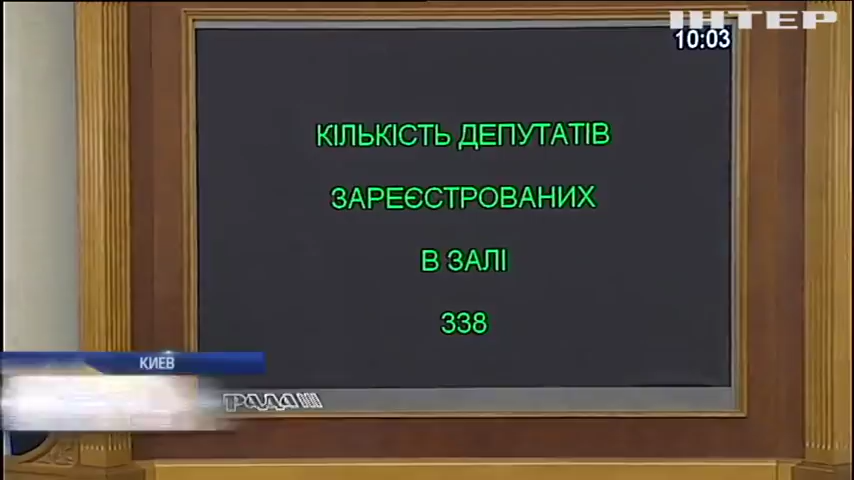 ІНТЕР
10:03
КІЛЬКІСТЬ ДЕПУТАТІВ
ЗАРЕЄСТРОВАНИХ
В ЗАЛІ
338
КИЕВ
РАДА